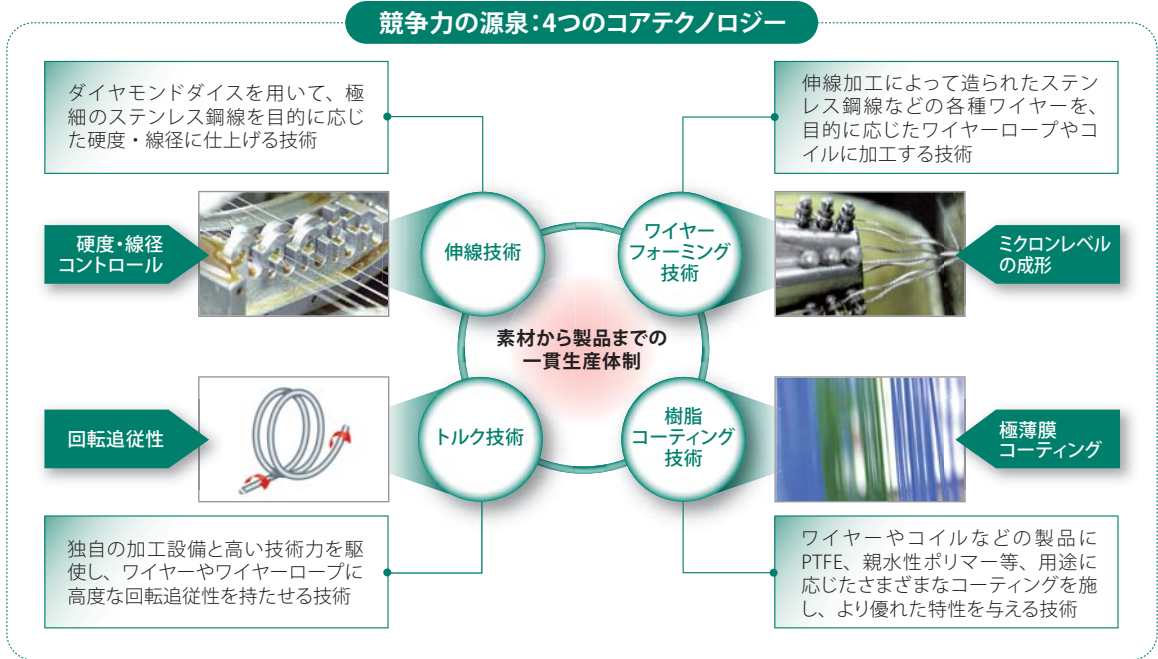 競争力の源泉：4つのコアテクノロジー
ダイヤモンドダイスを用いて、極
細のステンレス鋼線を目的に応じ
た硬度・線径に仕上げる技術
伸線加工によって造られたステン
レス鋼線などの各種ワイヤーを、
目的に応じたワイヤーロープやコ
イルに加工する技術
硬度・線径
コントロール
伸線技術
ワイヤー
フォーミング
技術
ミクロンレベル
の成形
素材から製品までの
一貫生産体制
回転追従性
トルク技術
樹脂
コーティング
技術
極薄膜
コーティング
独自の加工設備と高い技術力を駆
使し、ワイヤーやワイヤーロープに
高度な回転追従性を持たせる技術
ワイヤーやコイルなどの製品に
PTFE、親水性ポリマー等、用途に
応じたさまざまなコーティングを施
し、より優れた特性を与える技術